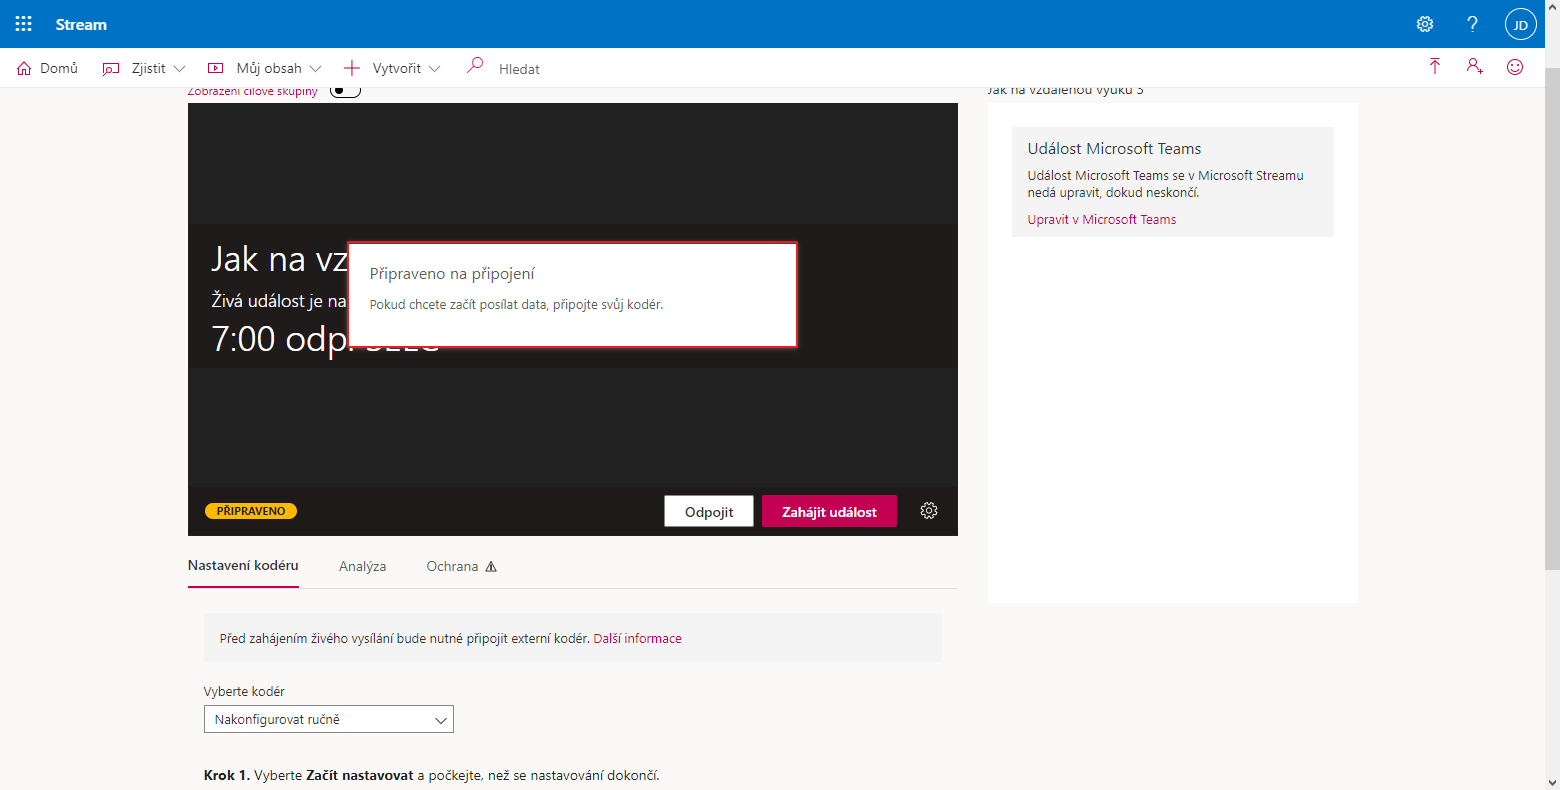 Stream
JD
Domů
Zjistit
Můj obsah
Vytvořit
Hledat
Zobrazení cílové skupiny
Jak na vz
Živá událost je na
7:00 odp.
Připraveno na připojení
Pokud chcete začít posílat data, připojte svůj kodér.
PŘIPRAVENO
Odpojit
Zahájit událost
Nastavení kodéru
Analýza
Ochrana
Před zahájením živého vysílání bude nutné připojit externí kodér. Další informace
Vyberte kodér
Nakonfigurovat ručně
Krok 1. Vyberte Začít nastavovat a počkejte, než se nastavování dokončí.
Jak na vzdálenou výuku 3
Událost Microsoft Teams
Událost Microsoft Teams se v Microsoft Streamu
nedá upravit, dokud neskončí.
Upravit v Microsoft Teams